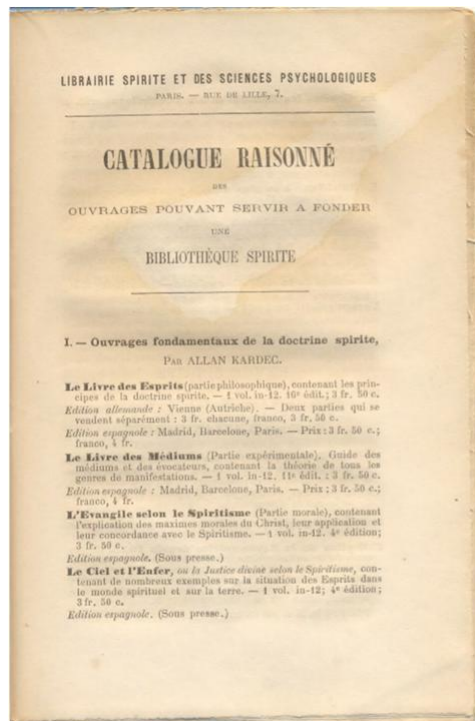 LIBRAIRIE SPIRITE ET DES SCIENCES PSYCHOLOGIQUES
PARIS. — RUE DE LILLE, 7.
CATALOGUE RAISONNÉ
DES
OUVRAGES POUVANT SERVIR A FONDER
UNE
BIBLIOTHÈQUE SPIRITE
I. — Ouvrages fondamentaux de la doctrine spirite,
PAR ALLAN KARDEC.
Le Livre des Esprits (partie philosophique), contenant les prin-
cipes de la doctrine spirite. — 1 vol. in-12. 16e édit.; 3 fr. 50 c.
Edition allemande : Vienne (Autriche). — Deux parties qui se
vendent séparément : 3 fr. chacune, franco, 3 fr. 50 c.
Edition espagnole : Madrid, Barcelone, Paris. — Prix : 3 fr. 50 c.;
franco, 4 fr.
Le Livre des Médiums (Partie expérimentale). Guide des
médiums et des évocateurs, contenant la théorie de tous les
genres de manifestations. — 1 vol. in-12. 11e édit. : 3 fr. 50 c.
Edition espagnole : Madrid, Barcelone, Paris. — Prix : 3 fr. 50 c.;
franco, 4 fr.
L'Evangile selon le Spiritisme (Partie morale), contenant
l'explication des maximes morales du Christ, leur application et
leur concordance avec le Spiritisme. — 1 vol. in-12. 4e édition;
3 fr. 50 c.
Edition espagnole. (Sous presse.)
Le Ciel et l'Enfer, ou la Justice divine selon le Spiritisme, con-
tenant de nombreux exemples sur la situation des Esprits dans
le monde spirituel et sur la terre. — 1 vol. in-12; 4e édition;
3 fr. 50 c.
Edition espagnole. (Sous presse.)